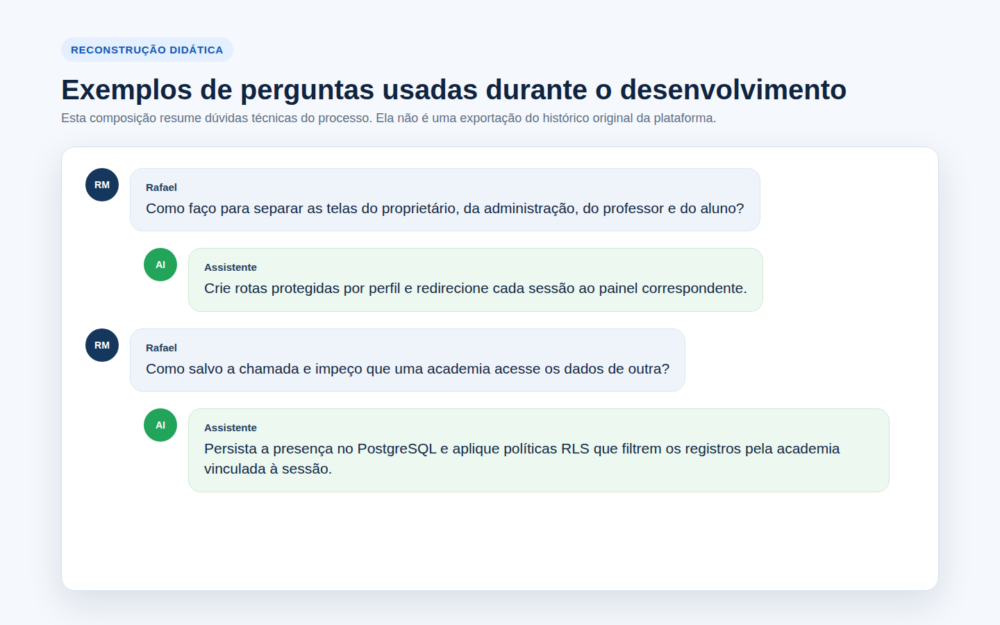 RECONSTRUÇÃO DIDÁTICA
Exemplos de perguntas usadas durante o desenvolvimento
Esta composição resume dúvidas técnicas do processo. Ela não é uma exportação do histórico original da plataforma.
RM
Rafael
Como faço para separar as telas do proprietário, da administração, do professor e do aluno?
AI
Assistente
Crie rotas protegidas por perfil e redirecione cada sessão ao painel correspondente.
RM
Rafael
Como salvo a chamada e impeço que uma academia acesse os dados de outra?
AI
Assistente
Persista a presença no PostgreSQL e aplique políticas RLS que filtrem os registros pela academia
vinculada à sessão.